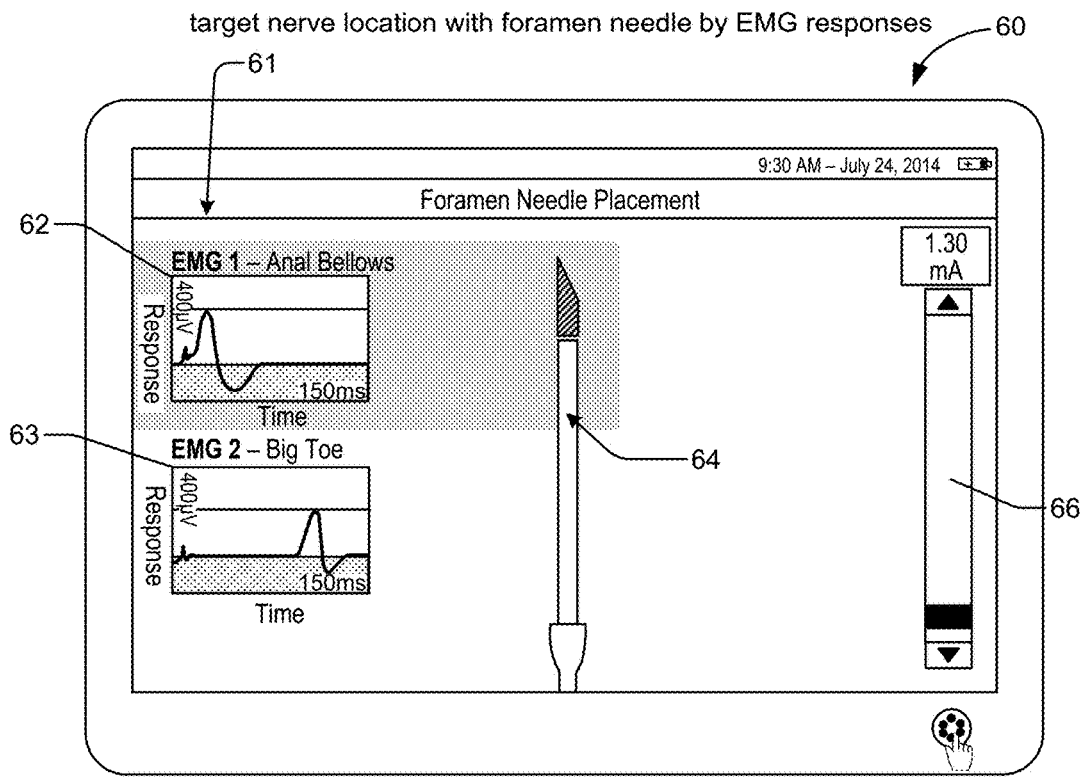 target nerve location with foramen needle by EMG responses
60
61
9:30 AM – July 24, 2014
Foramen Needle Placement
62
EMG 1 – Anal Bellows
400µV
Response
150ms
Time
1.30
mA
63
EMG 2 – Big Toe
400µV
Response
150ms
Time
64
66